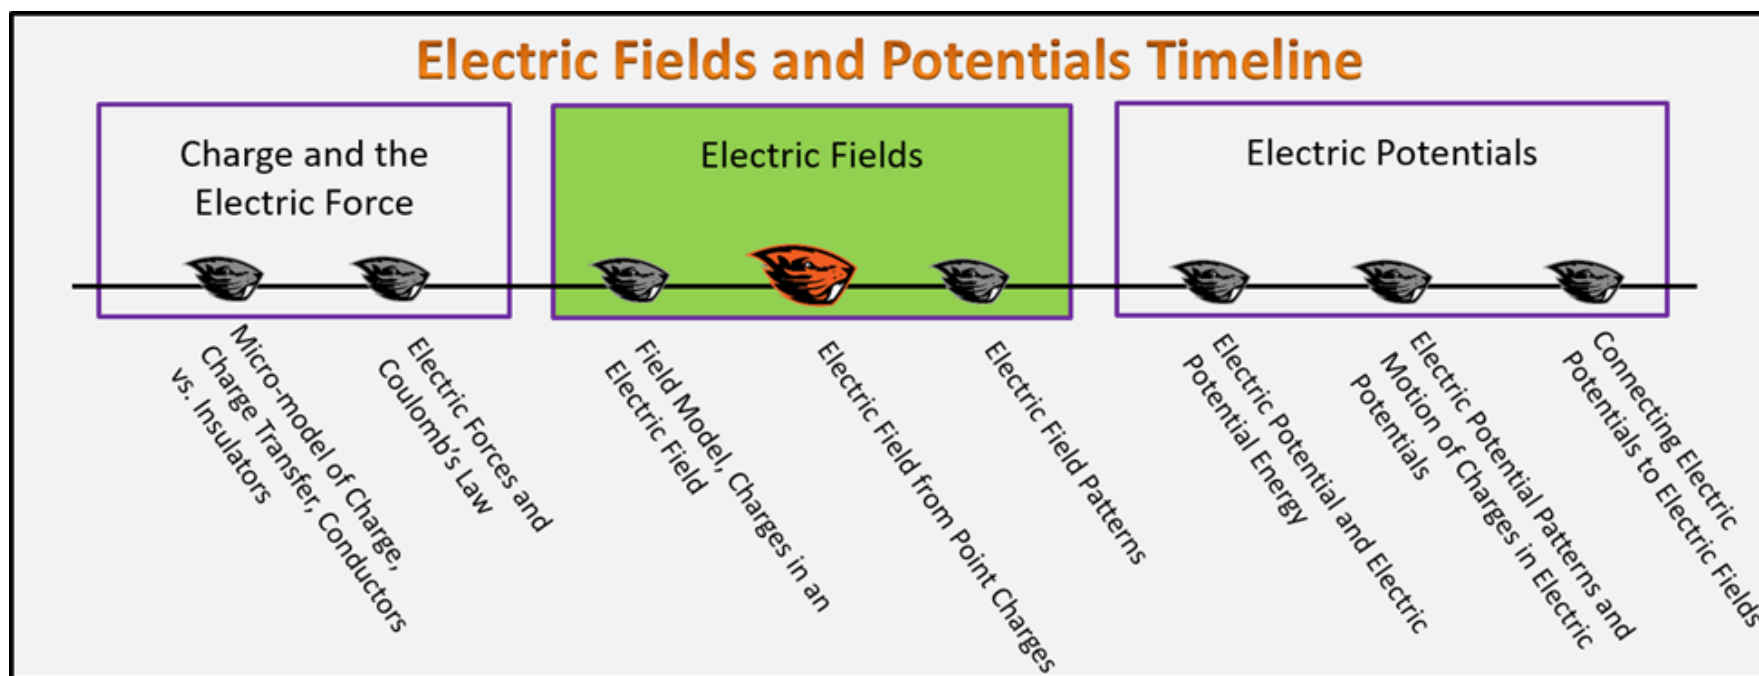 Electric Fields and Potentials Timeline
Charge and the
Electric Force
Electric Fields
Electric Potentials
Micro-model of Charge,
Charge Transfer, Conductors
vs. Insulators
Electric Forces and
Coulomb's Law
Field Model, Charges in an
Electric Field
Electric Field from Point Charges
Electric Field Patterns
Electric Potential and Electric
Potential Energy
Electric Potential Patterns and
Motion of Charges in Electric
Potentials
Connecting Electric
Potentials to Electric Fields